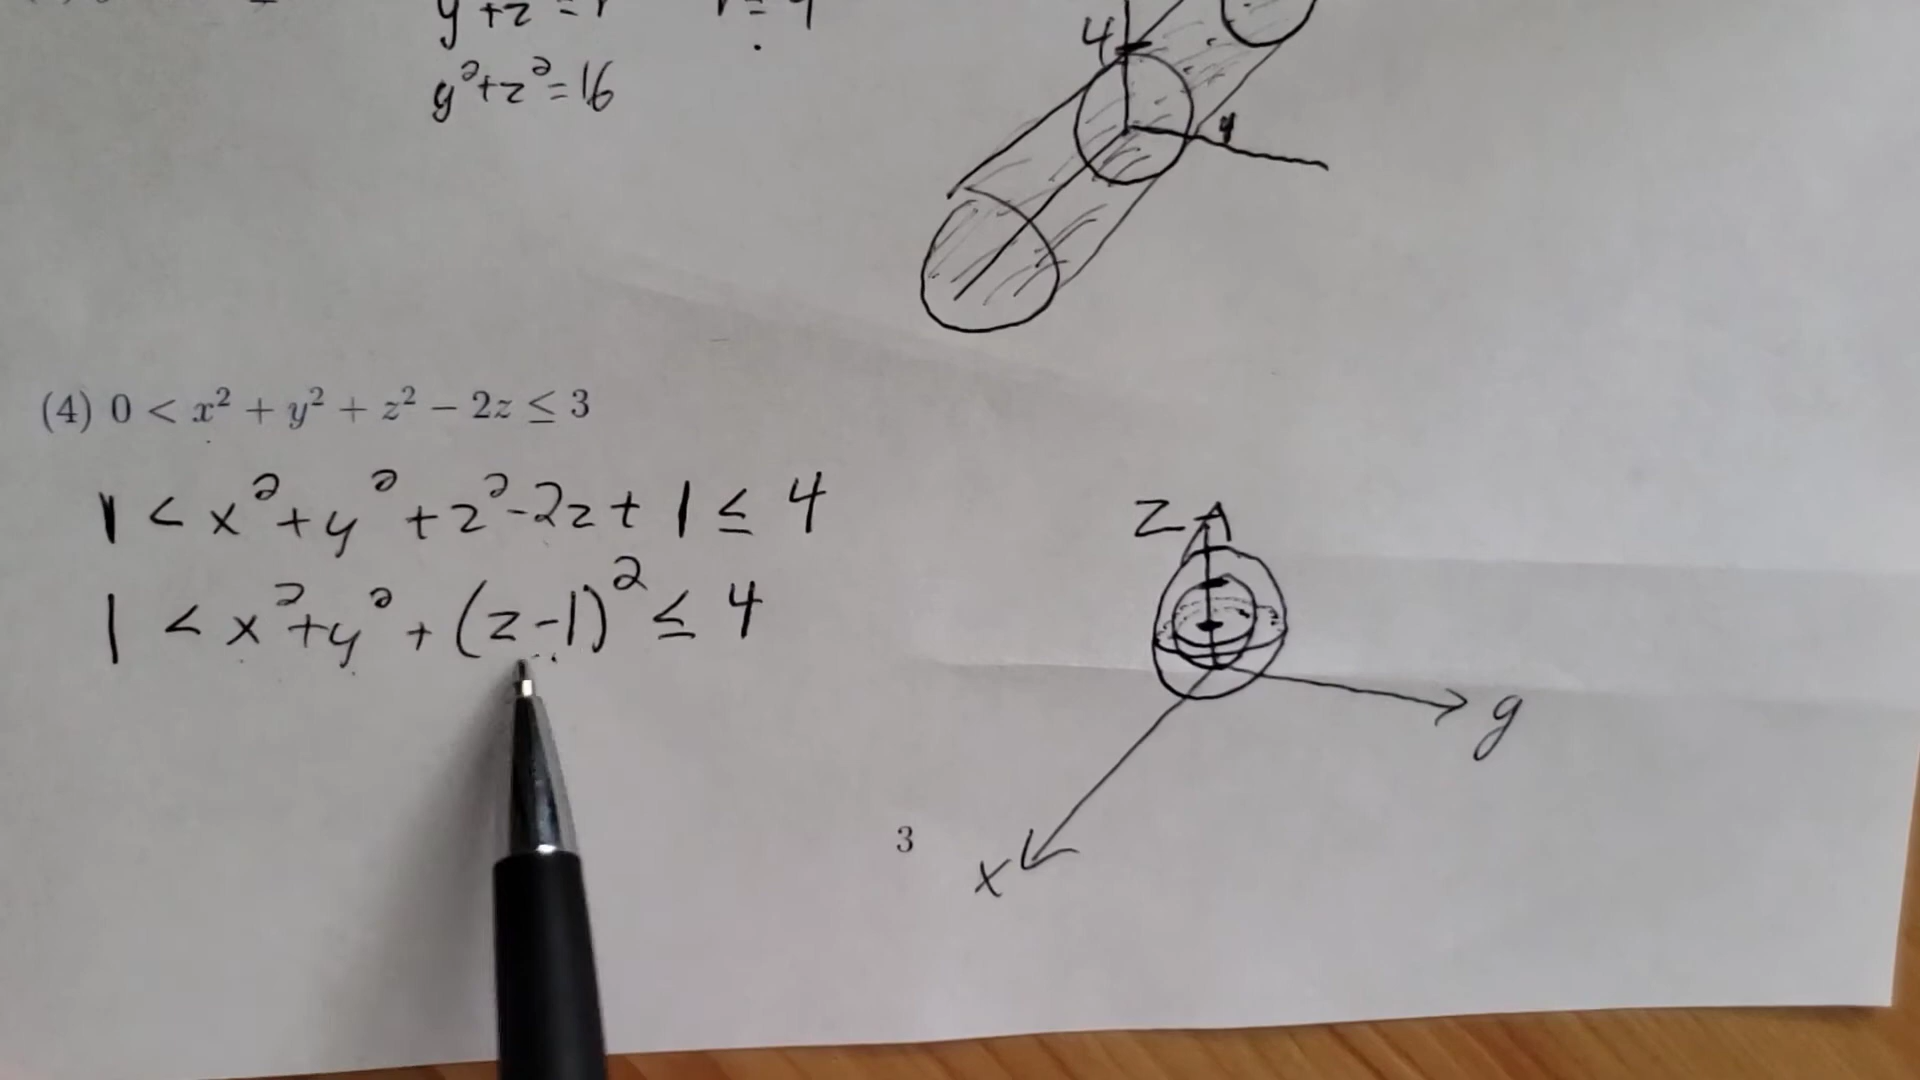 y²+z²=16
4
y
(4) 0 < x² + y² + z² − 2z ≤ 3
1 < x² + y² + z² - 2z + 1 ≤ 4
1 < x² + y² + (z - 1)² ≤ 4
z
y
x
3